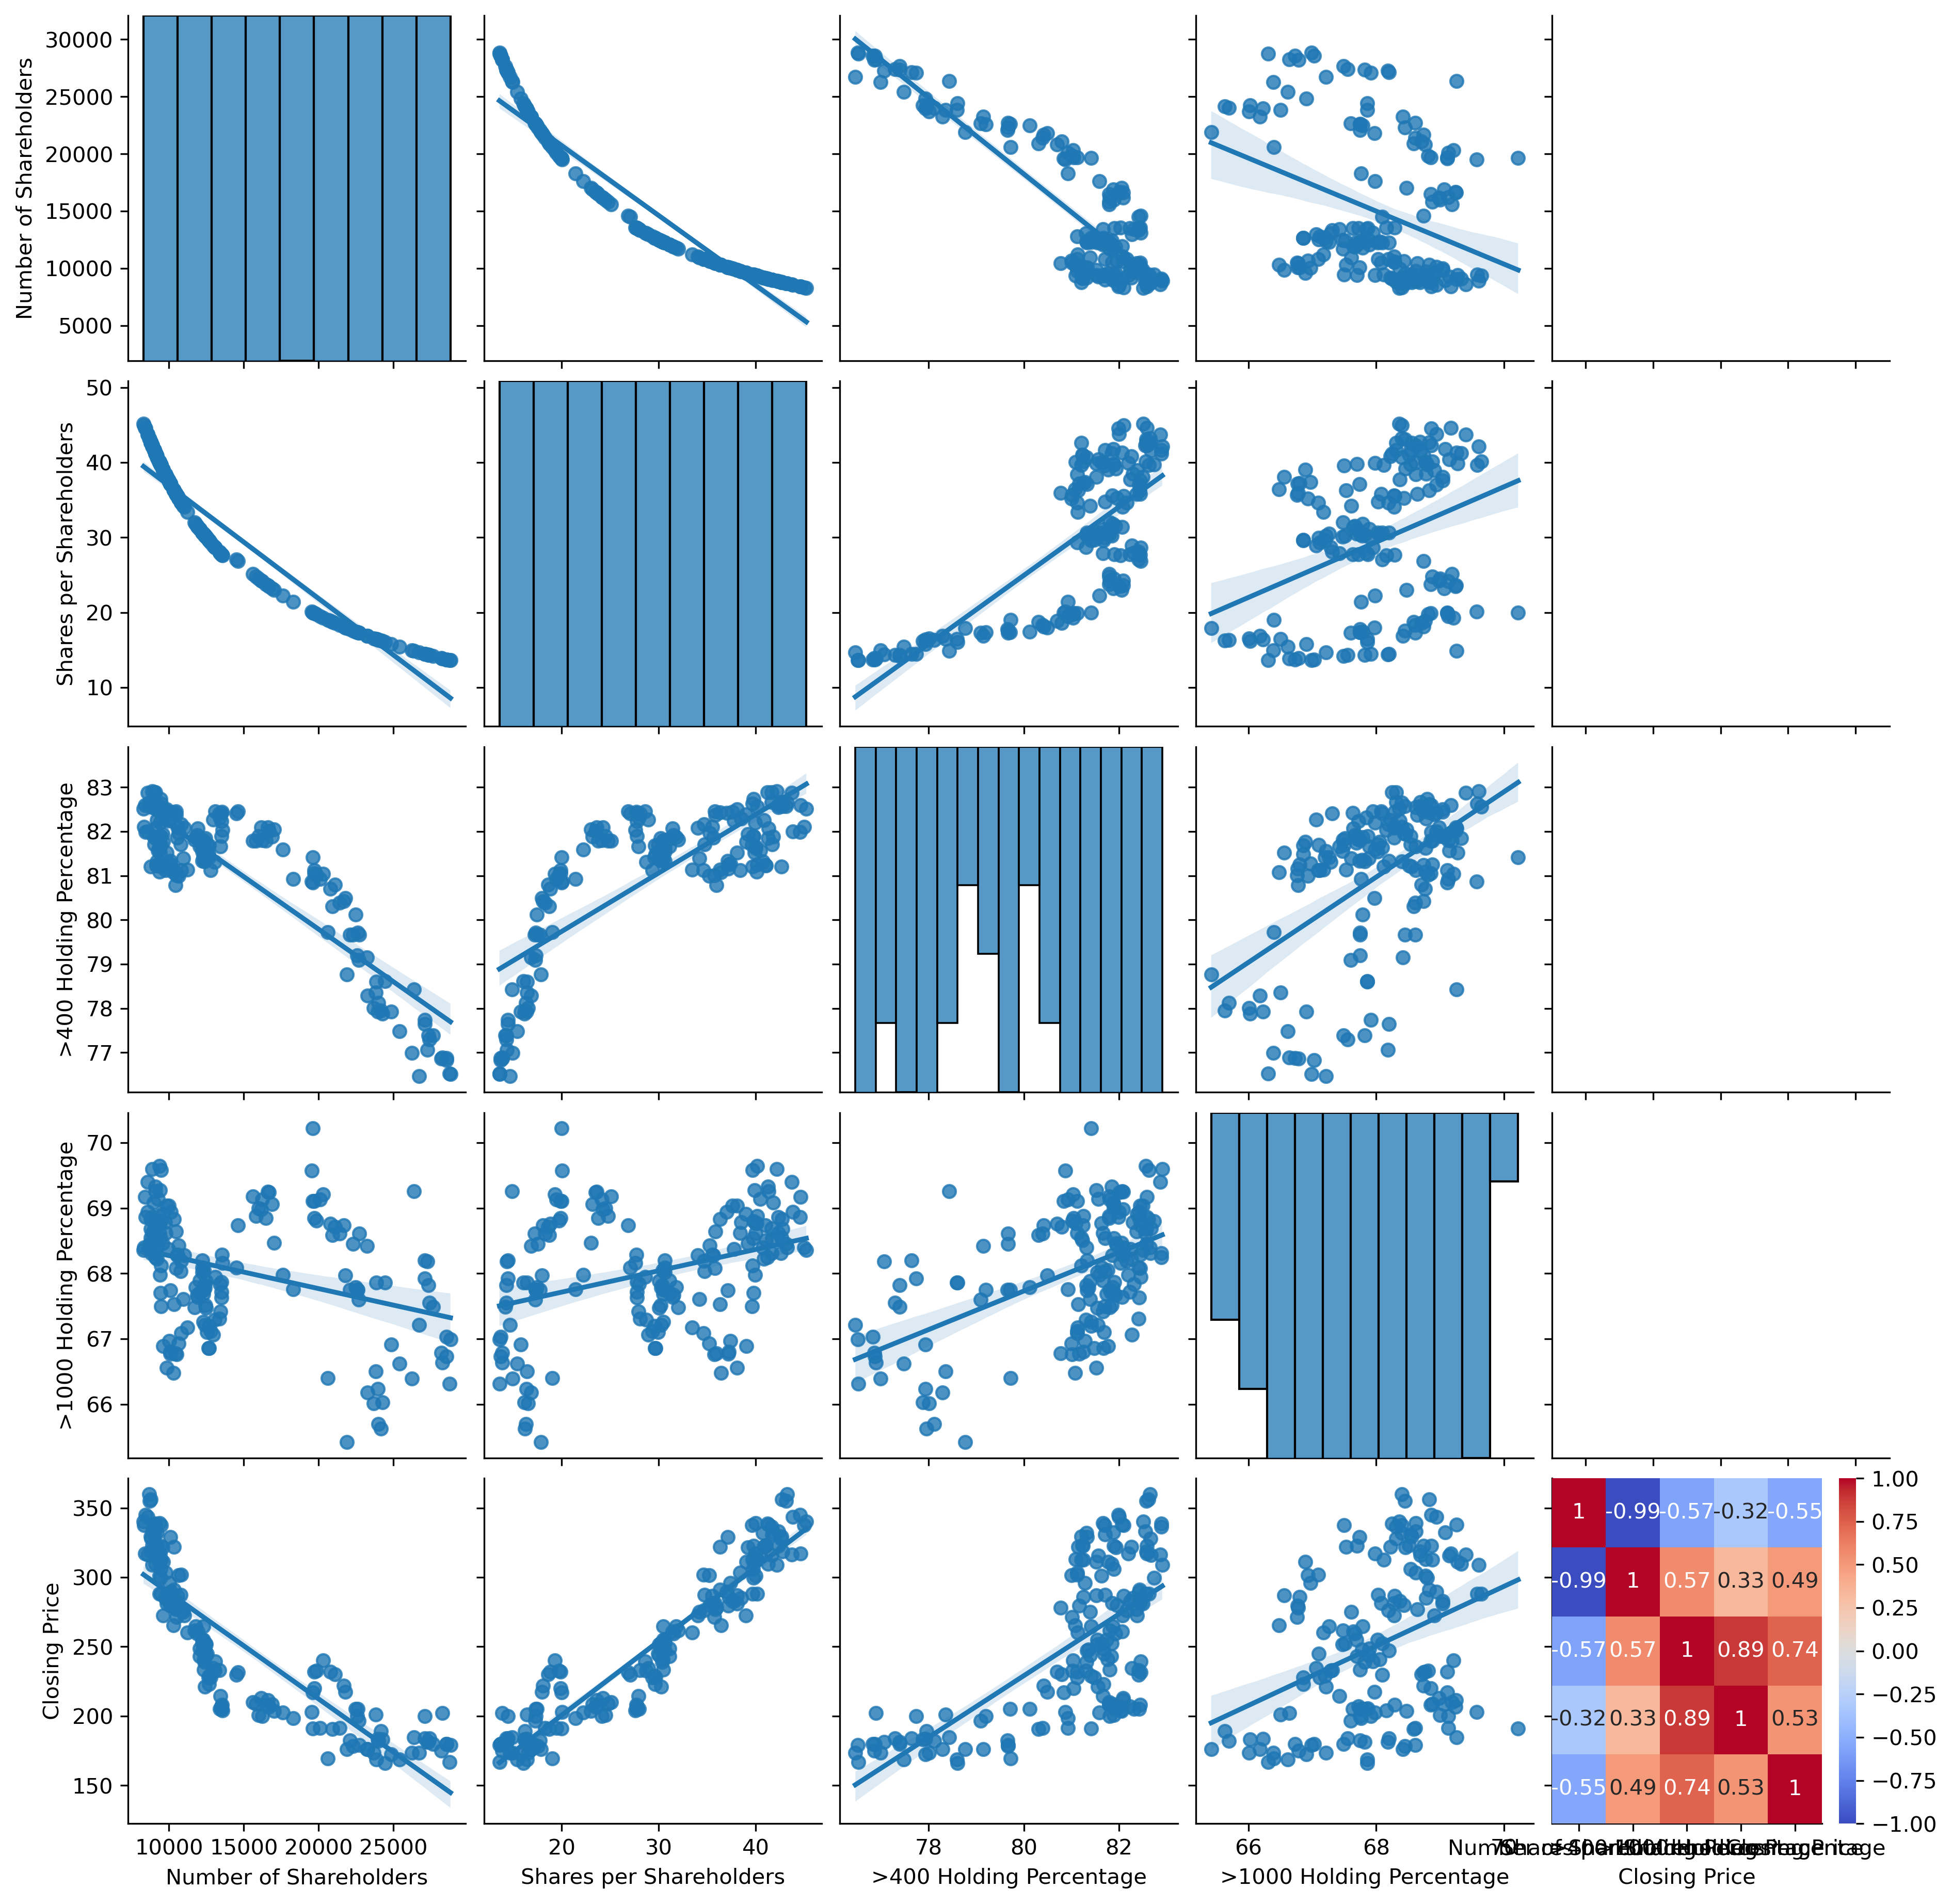 30000
25000
20000
15000
10000
5000
Number of Shareholders
50
40
30
20
10
Shares per Shareholders
83
82
81
80
79
78
77
>400 Holding Percentage
70
69
68
67
66
>1000 Holding Percentage
350
300
250
200
150
Closing Price
1 -0.99 -0.57 -0.32 -0.55
-0.99 1 0.57 0.33 0.49
-0.57 0.57 1 0.89 0.74
-0.32 0.33 0.89 1 0.53
-0.55 0.49 0.74 0.53 1
1.00
0.75
0.50
0.25
0.00
−0.25
−0.50
−0.75
−1.00
10000 15000 20000 25000
20 30 40
78 80 82
66 68
Number of Shareholders
Shares per Shareholders
>400 Holding Percentage
>1000 Holding Percentage
Closing Price